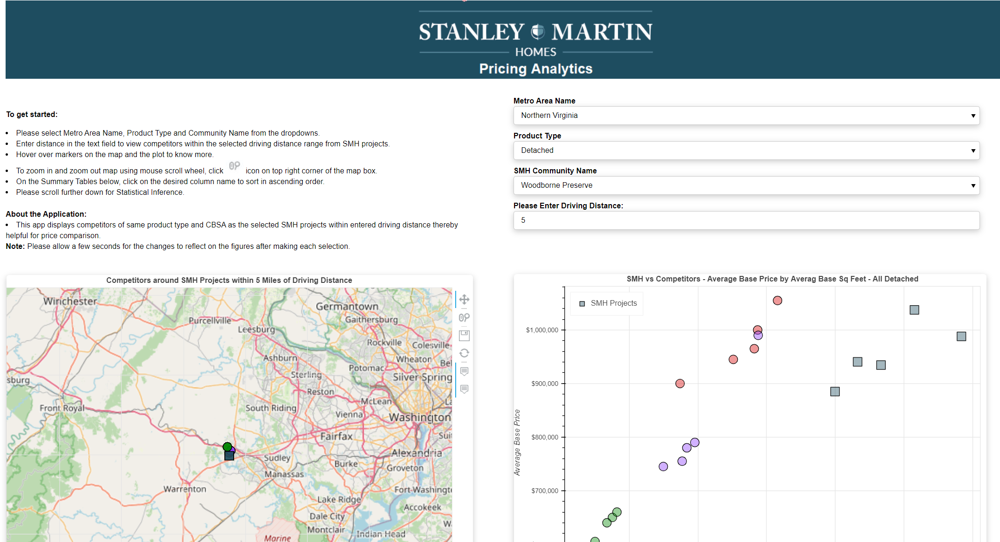 STANLEY MARTIN
HOMES
Pricing Analytics
To get started:
• Please select Metro Area Name, Product Type and Community Name from the dropdowns.
• Enter distance in the text field to view competitors within the selected driving distance range from SMH projects.
• Hover over markers on the map and the plot to know more.
• To zoom in and zoom out map using mouse scroll wheel, click icon on top right corner of the map box.
• On the Summary Tables below, click on the desired column name to sort in ascending order.
• Please scroll further down for Statistical Inference.
About the Application:
• This app displays competitors of same product type and CBSA as the selected SMH projects within entered driving distance thereby
helpful for price comparison.
Note: Please allow a few seconds for the changes to reflect on the figures after making each selection.
Metro Area Name
Northern Virginia
Product Type
Detached
SMH Community Name
Woodborne Preserve
Please Enter Driving Distance:
5
Competitors around SMH Projects within 5 Miles of Driving Distance
Winchester
Germantown
Purcellville
Gaithersburg
Leesburg
Rockville
Colesville
Ashburn
Wheaton
Bel
Potomac
Sterling
Silver Spring
sburg
Reston
McLean
La
Front Royal
South Riding
Vienna
Washington
Fairfax
Suit
Alexandria
Sudley
Burke
Groveton
Manassas
Warrenton
Fort Washingt
Lake Ridge
Accokeek
Dale City
W
Montclair
Indian Head
Marine
SMH vs Competitors - Average Base Price by Averag Base Sq Feet - All Detached
SMH Projects
$1,000,000
$900,000
$800,000
$700,000
Average Base Price